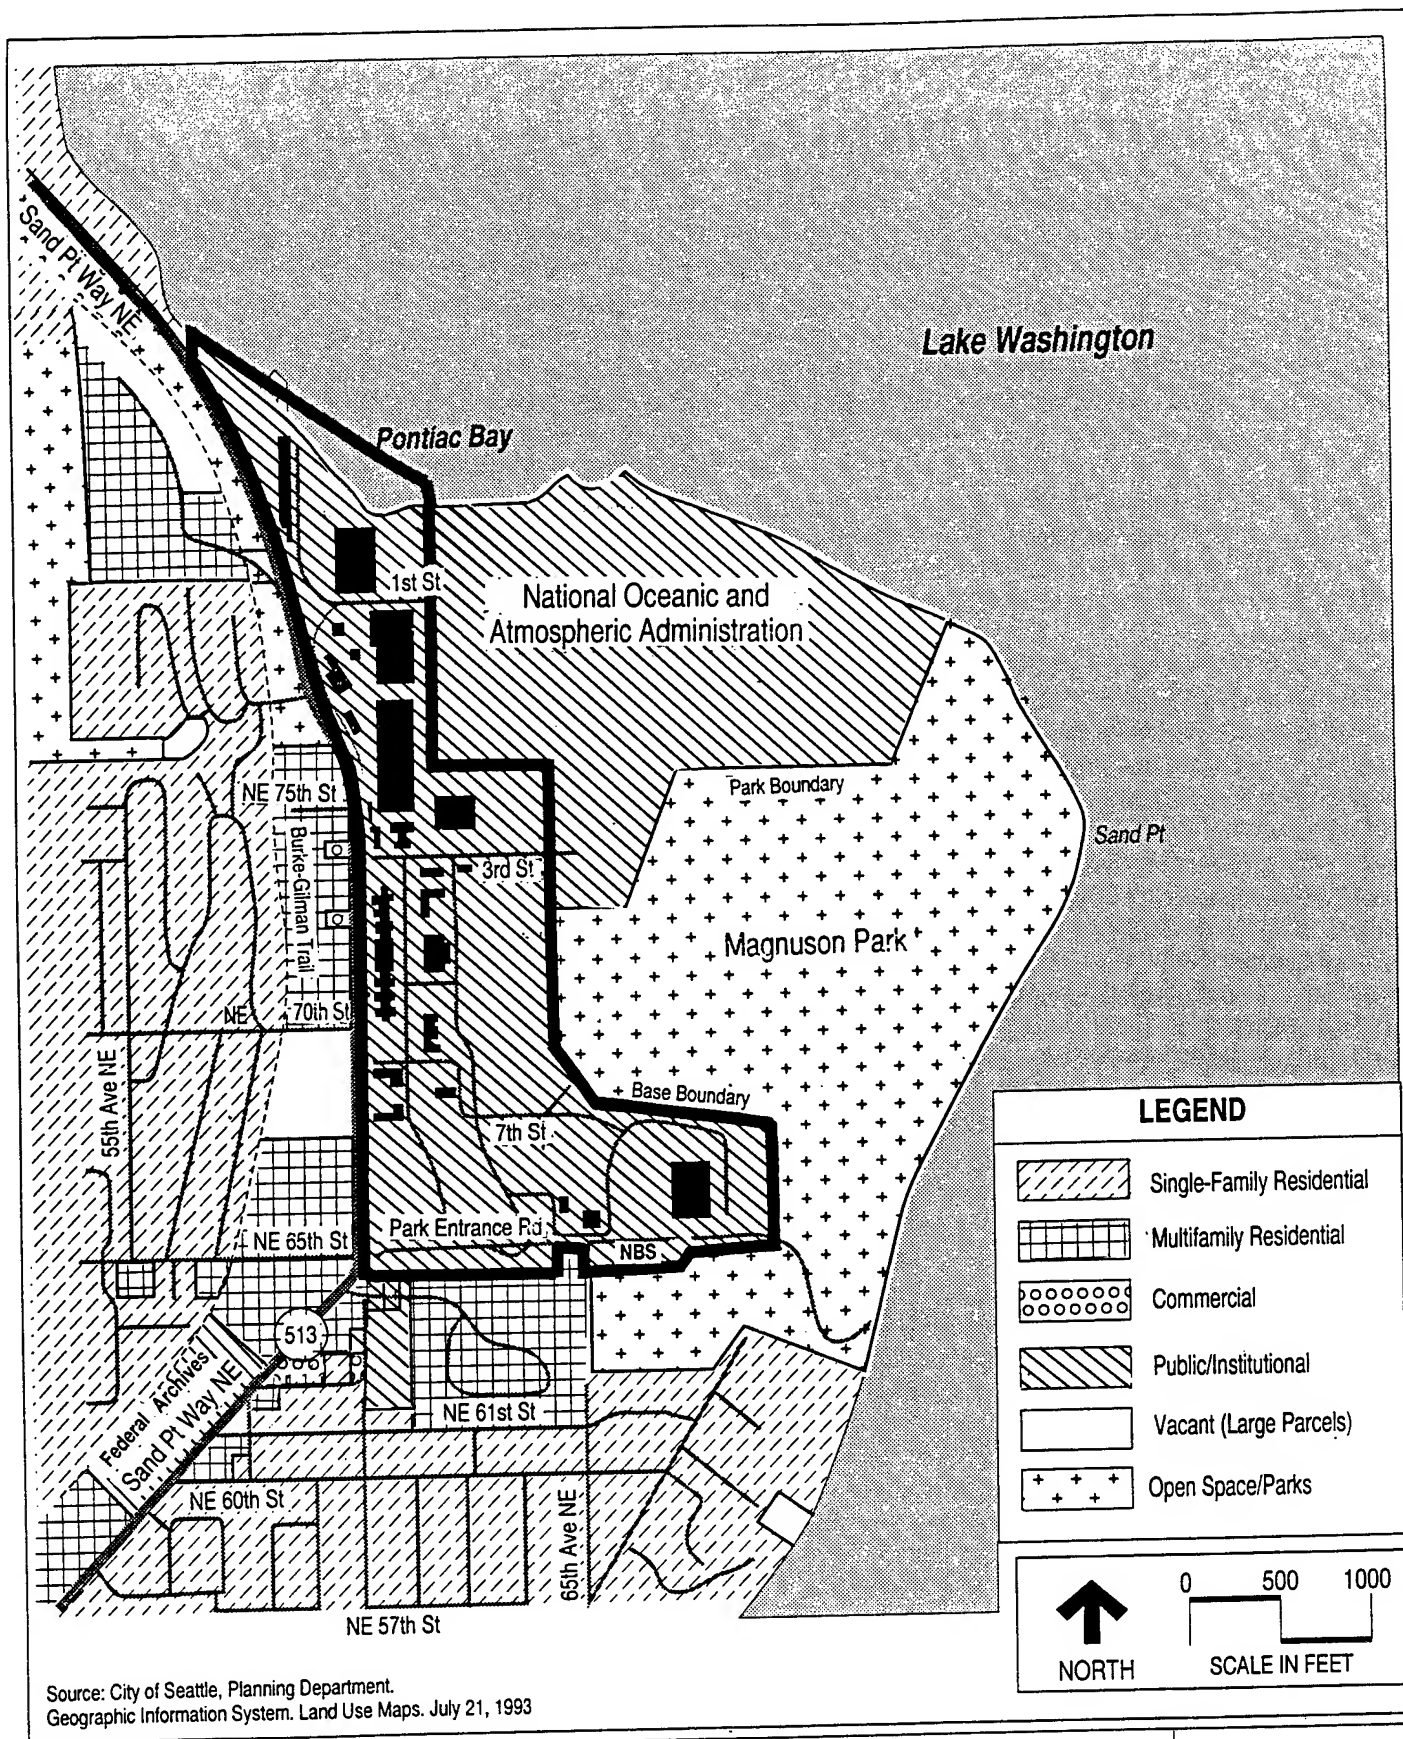 Sand Pt Way NE
Lake Washington
Pontiac Bay
1st St
National Oceanic and
Atmospheric Administration
Park Boundary
Sand Pt
NE 75th St
Burke-Gilman Trail
3rd St
Magnuson Park
NE 70th St
55th Ave NE
Base Boundary
7th St
Park Entrance Rd
NE 65th St
NBS
513
Federal Archives
Sand Pt Way NE
NE 61st St
NE 60th St
65th Ave NE
NE 57th St
LEGEND
Single-Family Residential
Multifamily Residential
Commercial
Public/Institutional
Vacant (Large Parcels)
Open Space/Parks
NORTH
0 500 1000
SCALE IN FEET
Source: City of Seattle, Planning Department.
Geographic Information System. Land Use Maps. July 21, 1993